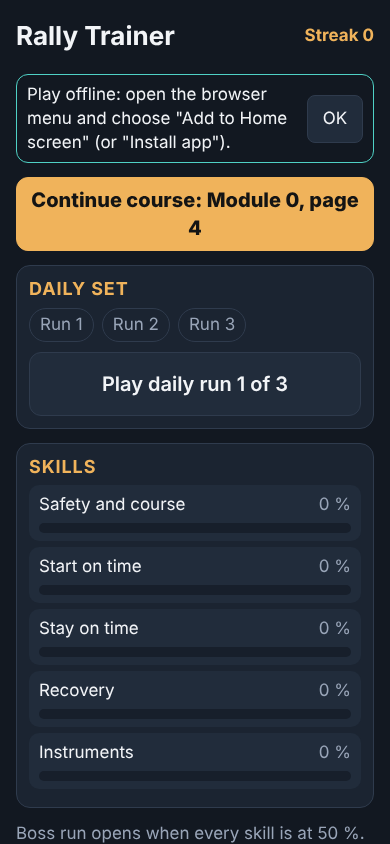 Rally Trainer
Streak 0
Play offline: open the browser
menu and choose "Add to Home
screen" (or "Install app").
OK
Continue course: Module 0, page
4
DAILY SET
Run 1
Run 2
Run 3
Play daily run 1 of 3
SKILLS
Safety and course
0 %
Start on time
0 %
Stay on time
0 %
Recovery
0 %
Instruments
0 %
Boss run opens when every skill is at 50 %.